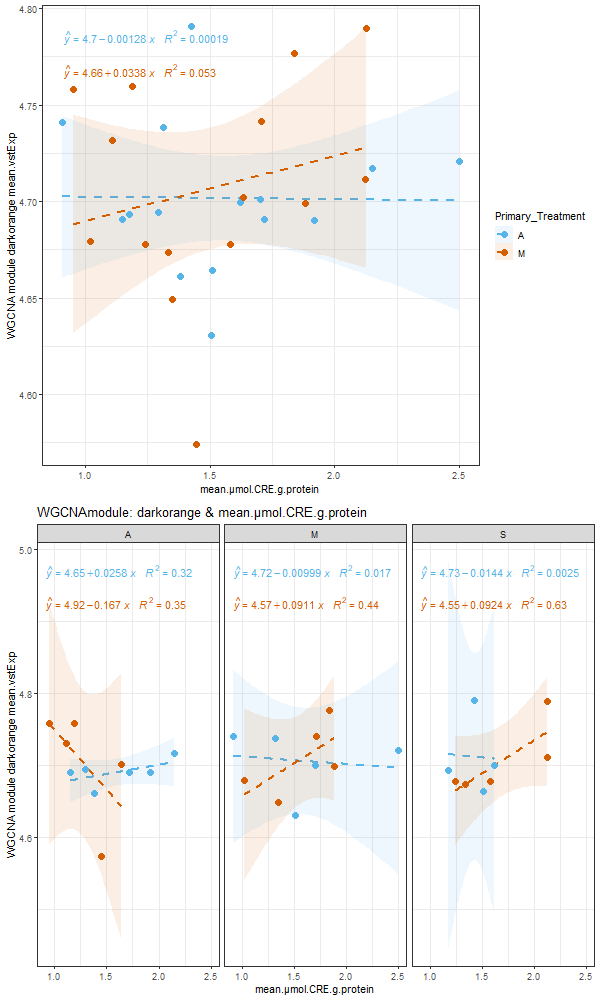 4.80
4.75
4.70
4.65
4.60
WGCNA module darkorange mean.vstExp
ŷ = 4.7 − 0.00128 x R² = 0.00019
ŷ = 4.66 + 0.0338 x R² = 0.053
1.0 1.5 2.0 2.5
mean.µmol.CRE.g.protein
Primary_Treatment
A
M
WGCNAmodule: darkorange & mean.µmol.CRE.g.protein
A M S
5.0
4.8
4.6
WGCNA module darkorange mean.vstExp
ŷ = 4.65 + 0.0258 x R² = 0.32
ŷ = 4.92 − 0.167 x R² = 0.35
ŷ = 4.72 − 0.00999 x R² = 0.017
ŷ = 4.57 + 0.0911 x R² = 0.44
ŷ = 4.73 − 0.0144 x R² = 0.0025
ŷ = 4.55 + 0.0924 x R² = 0.63
1.0 1.5 2.0 2.5 1.0 1.5 2.0 2.5 1.0 1.5 2.0 2.5
mean.µmol.CRE.g.protein